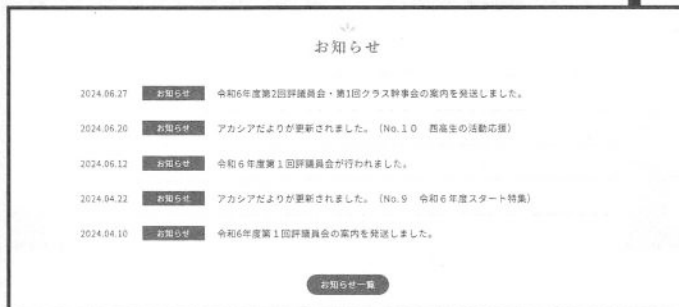 お知らせ
2024.06.27 お知らせ 令和6年度第2回評議員会・第1回クラス幹事会の案内を発送しました。
2024.06.20 お知らせ アカシアだよりが更新されました。（No.１０　西高生の活動応援）
2024.06.12 お知らせ 令和６年度第１回評議員会が行われました。
2024.04.22 お知らせ アカシアだよりが更新されました。（No.９　令和６年度スタート特集）
2024.04.10 お知らせ 令和6年度第１回評議員会の案内を発送しました。
お知らせ一覧